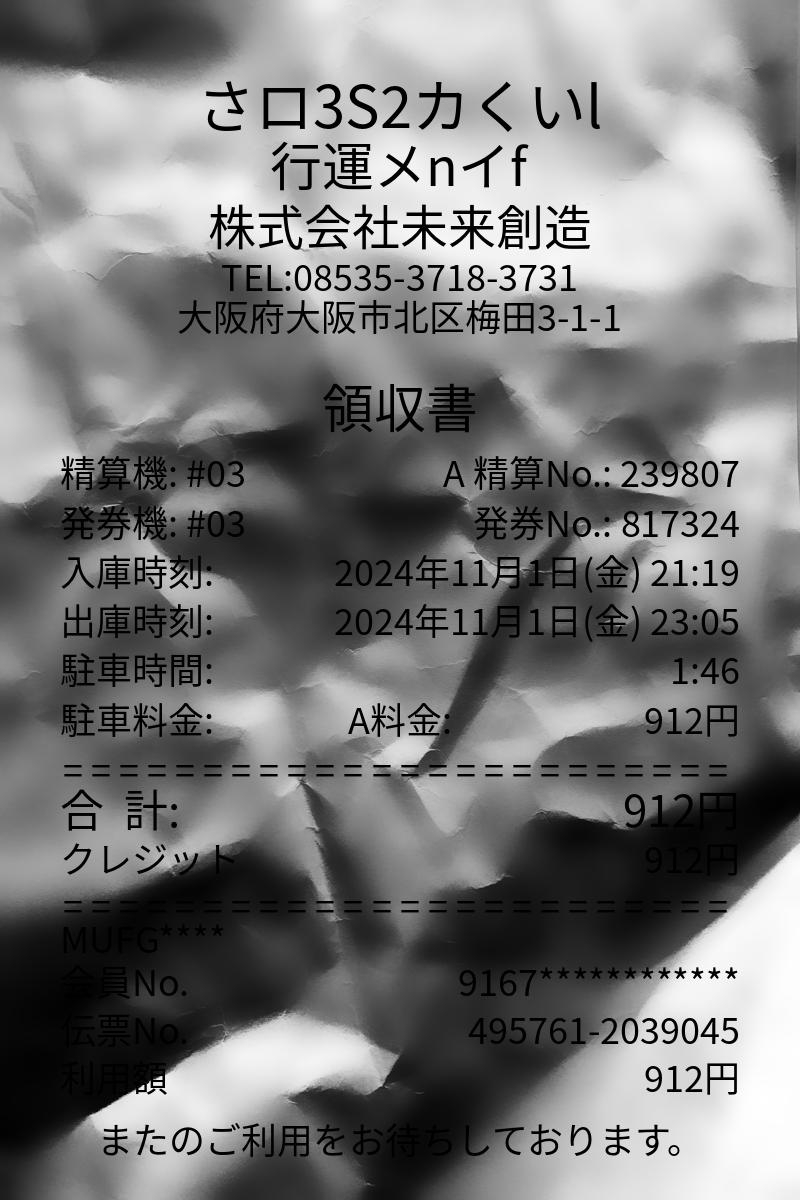 さロ3S2カくいl
行運メnイf
株式会社未来創造
TEL:08535-3718-3731
大阪府大阪市北区梅田3-1-1
領収書
精算機: #03 A 精算No.: 239807
発券機: #03 発券No.: 817324
入庫時刻: 2024年11月1日(金) 21:19
出庫時刻: 2024年11月1日(金) 23:05
駐車時間: 1:46
駐車料金: A料金: 912円
========================
合 計: 912円
クレジット 912円
========================
MUFG****
会員No. 9167************
伝票No. 495761-2039045
利用額 912円
またのご利用をお待ちしております。